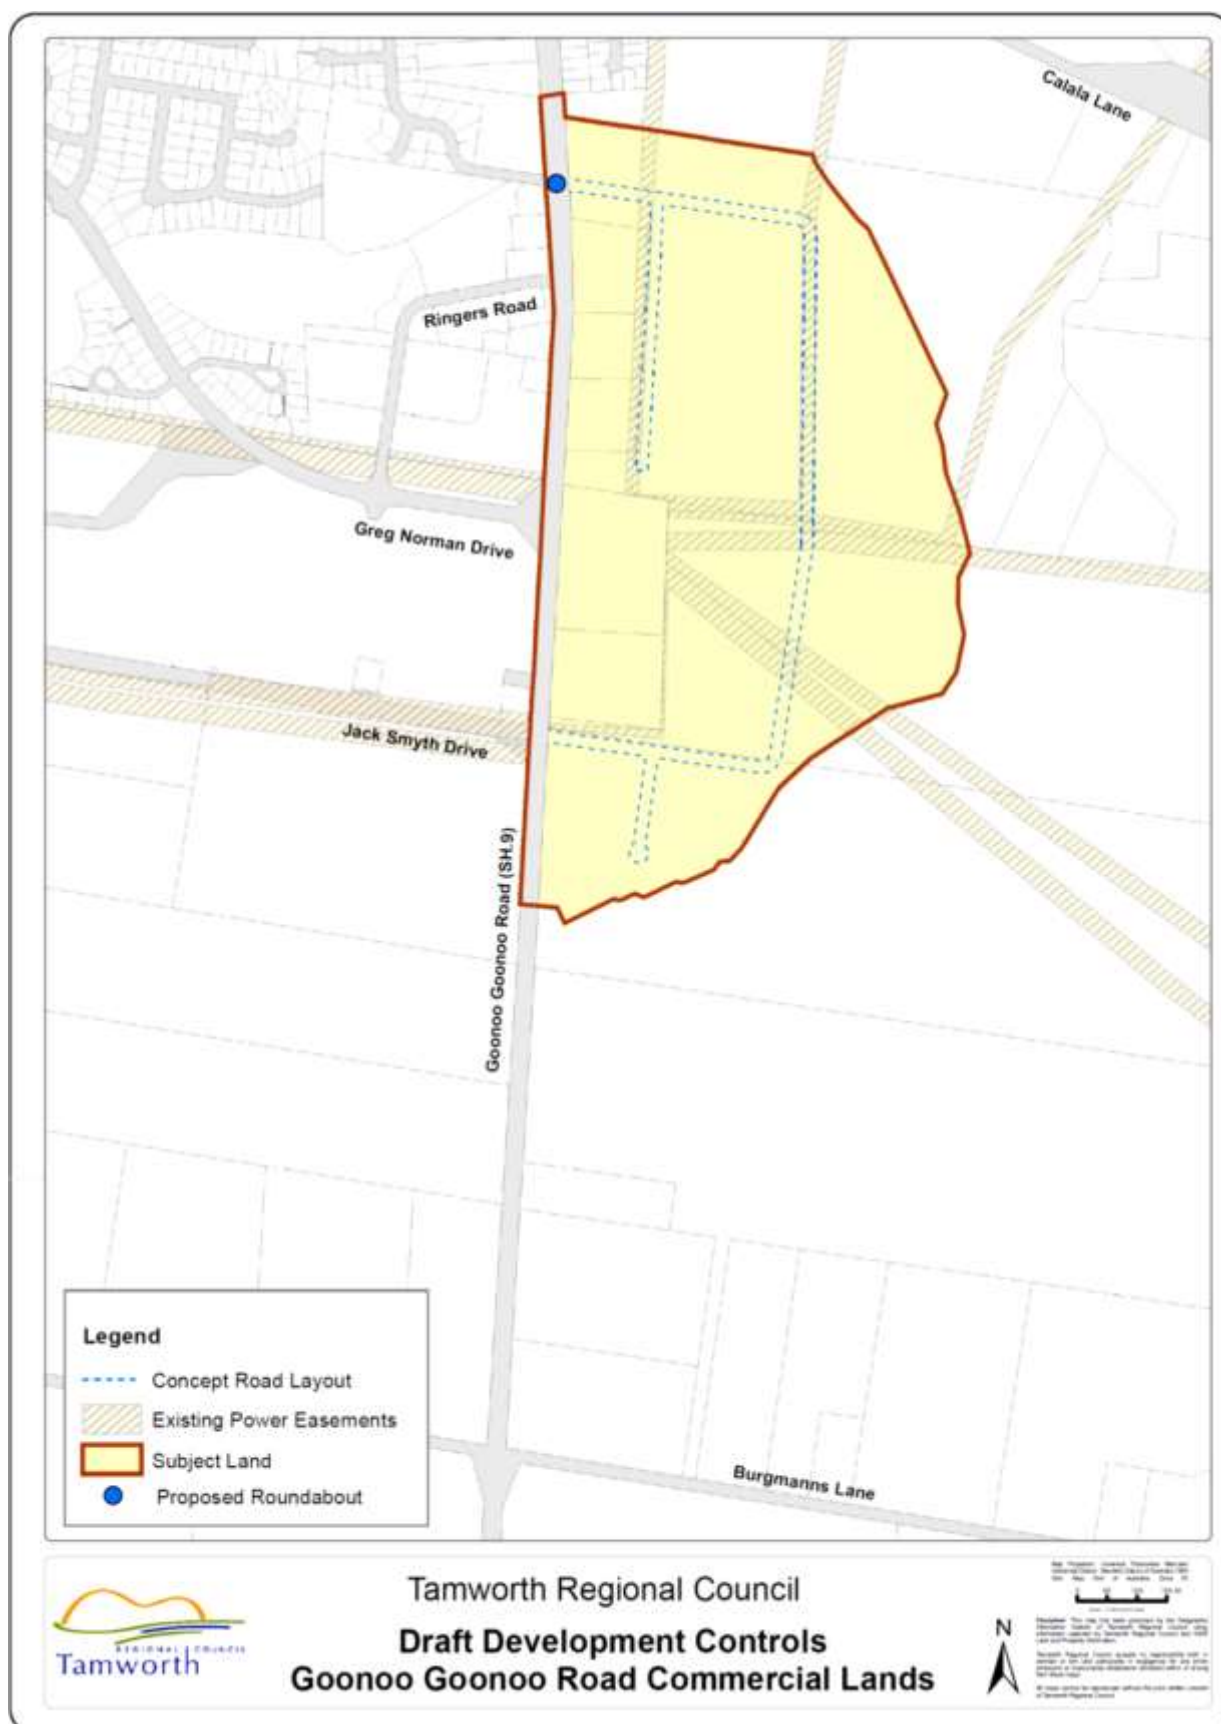 Calala Lane
Ringers Road
Greg Norman Drive
Jack Smyth Drive
Goonoo Goonoo Road (SH.9)
Legend
Concept Road Layout
Existing Power Easements
Subject Land
Proposed Roundabout
Burgmanns Lane
REGIONAL COUNCIL
Tamworth
Tamworth Regional Council
Draft Development Controls
Goonoo Goonoo Road Commercial Lands
N